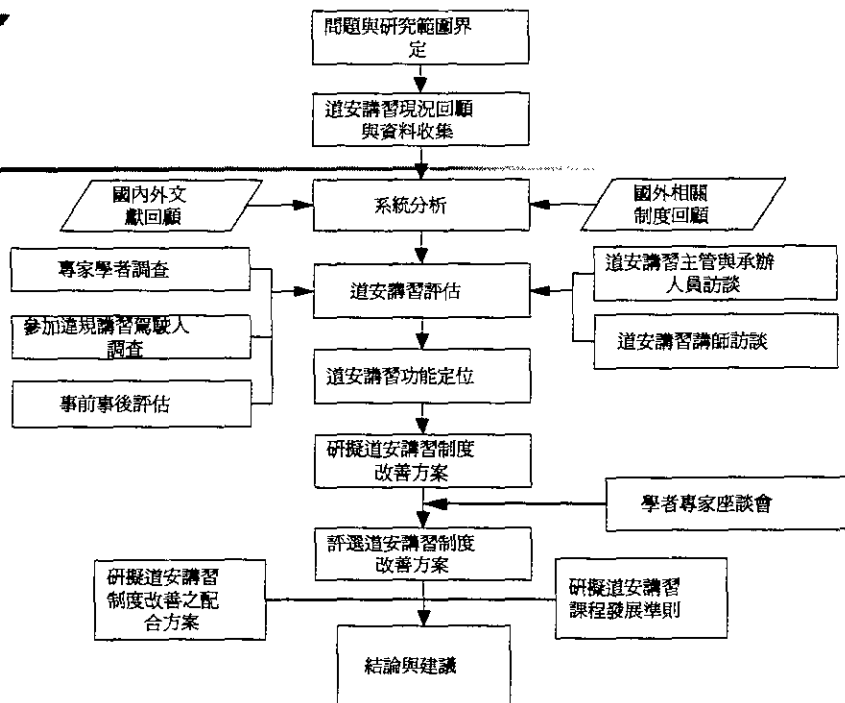 問題與研究範圍界
定
道安講習現況回顧
與資料收集
國內外文
獻回顧
系統分析
國外相關
制度回顧
專家學者調查
參加違規講習駕駛人
調查
事前事後評估
道安講習評估
道安講習主管與承辦
人員訪談
道安講習講師訪談
道安講習功能定位
研擬道安講習制度
改善方案
學者專家座談會
評選道安講習制度
改善方案
研擬道安講習
制度改善之配
合方案
研擬道安講習
課程發展準則
結論與建議